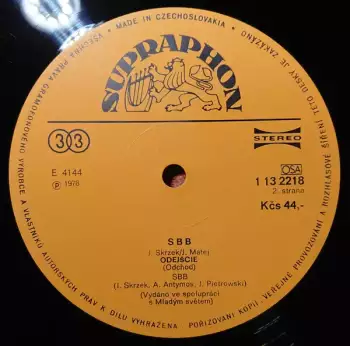 • MADE IN CZECHOSLOVAKIA •
VŠECHNA PRÁVA GRAMOFONOVÉHO VÝROBCE A VLASTNÍKŮ AUTORSKÝCH PRÁV K DÍLU VYHRAZENA. POŘIZOVÁNÍ KOPIÍ, VEŘEJNÉ PROVOZOVÁNÍ A ROZHLASOVÉ ŠÍŘENÍ TÉTO DESKY JE ZAKÁZÁNO
SUPRAPHON
33
STEREO
E 4144
℗ 1978
OSA
1 13 2218
2. strana
Kčs 44,-
SBB
J. Skrzek/J. Matej
ODEJŚCIE
(Odchod)
SBB
(J. Skrzek, A. Antymos, J. Piotrowski)
(Vydáno ve spolupráci
s Mladým světem)